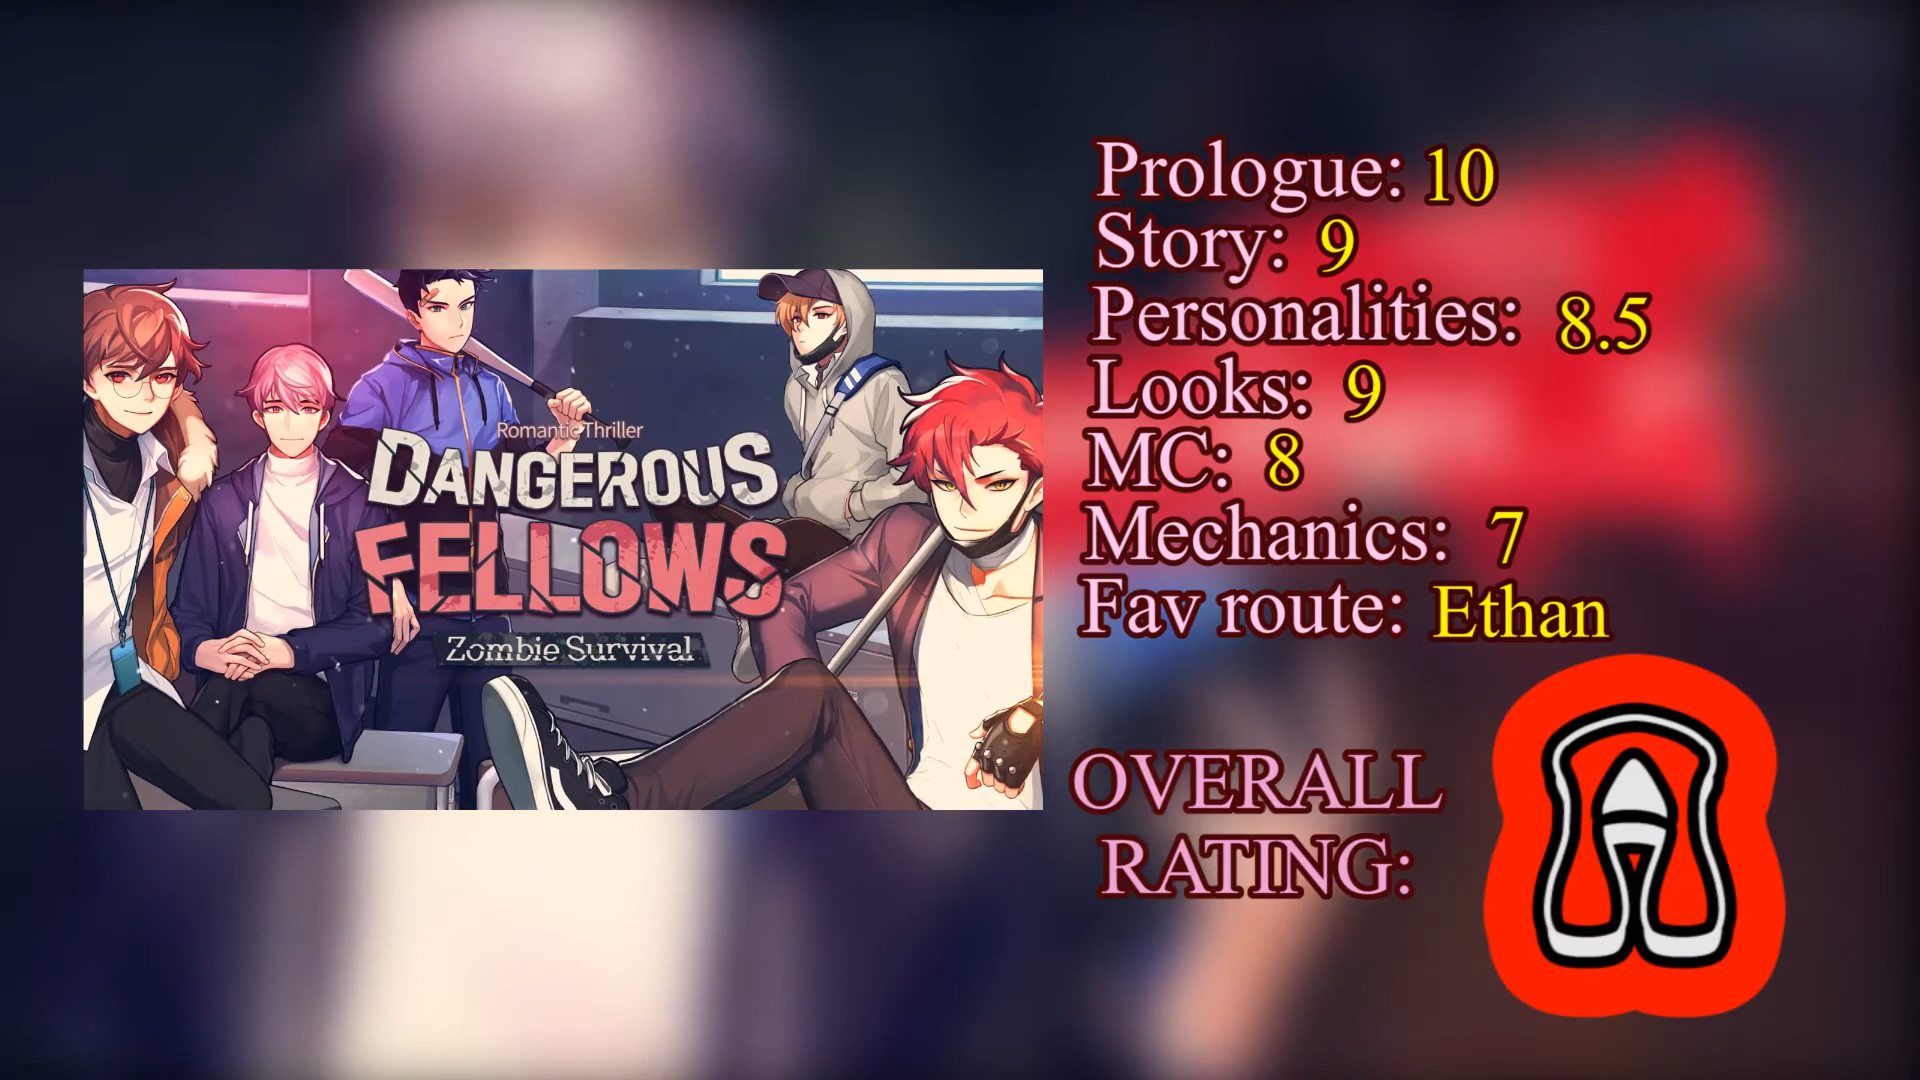 Romantic Thriller
DANGEROUS
FELLOWS
Zombie Survival
Prologue: 10
Story: 9
Personalities: 8.5
Looks: 9
MC: 8
Mechanics: 7
Fav route: Ethan
OVERALL
RATING:
A